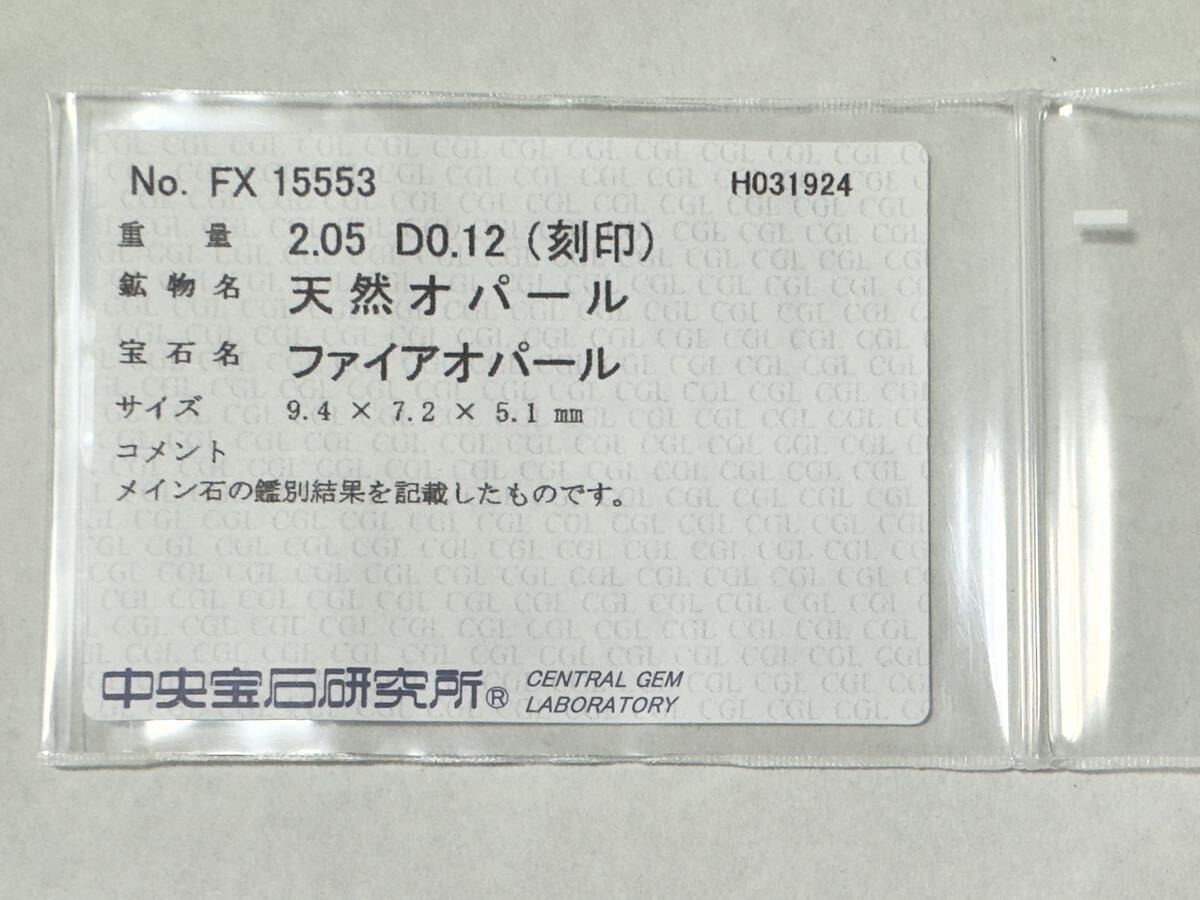 No. FX 15553 H031924
重量 2.05 D0.12 (刻印)
鉱物名 天然オパール
宝石名 ファイアオパール
サイズ 9.4 × 7.2 × 5.1 mm
コメント
メイン石の鑑別結果を記載したものです。
中央宝石研究所® CENTRAL GEM
LABORATORY